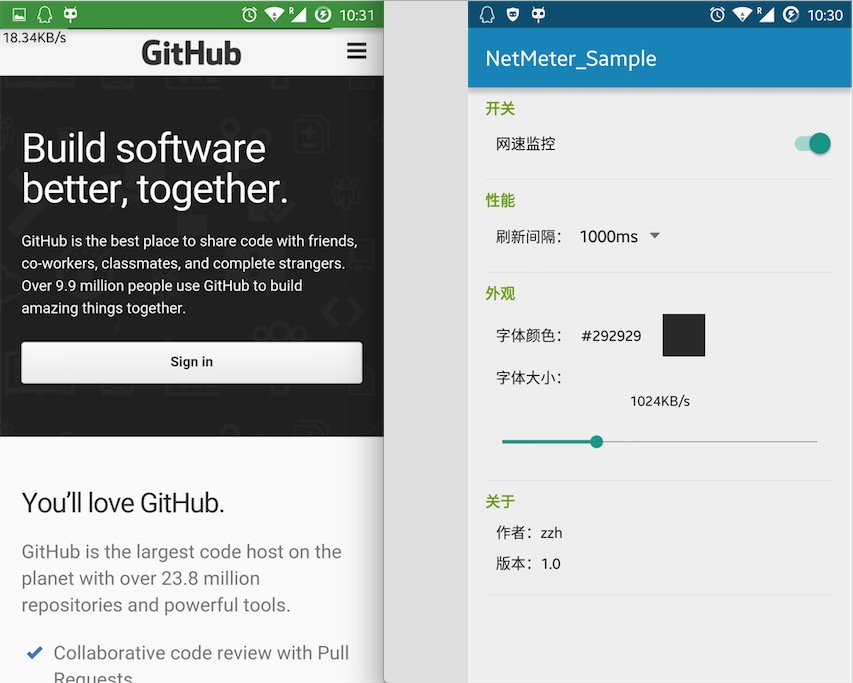 10:31
18.34KB/s
GitHub
Build software
better, together.
GitHub is the best place to share code with friends,
co-workers, classmates, and complete strangers.
Over 9.9 million people use GitHub to build
amazing things together.
Sign in
You’ll love GitHub.
GitHub is the largest code host on the
planet with over 23.8 million
repositories and powerful tools.
Collaborative code review with Pull
Requests
R 10:30
NetMeter_Sample
开关
网速监控
性能
刷新间隔： 1000ms
外观
字体颜色： #292929
字体大小：
1024KB/s
关于
作者：zzh
版本：1.0